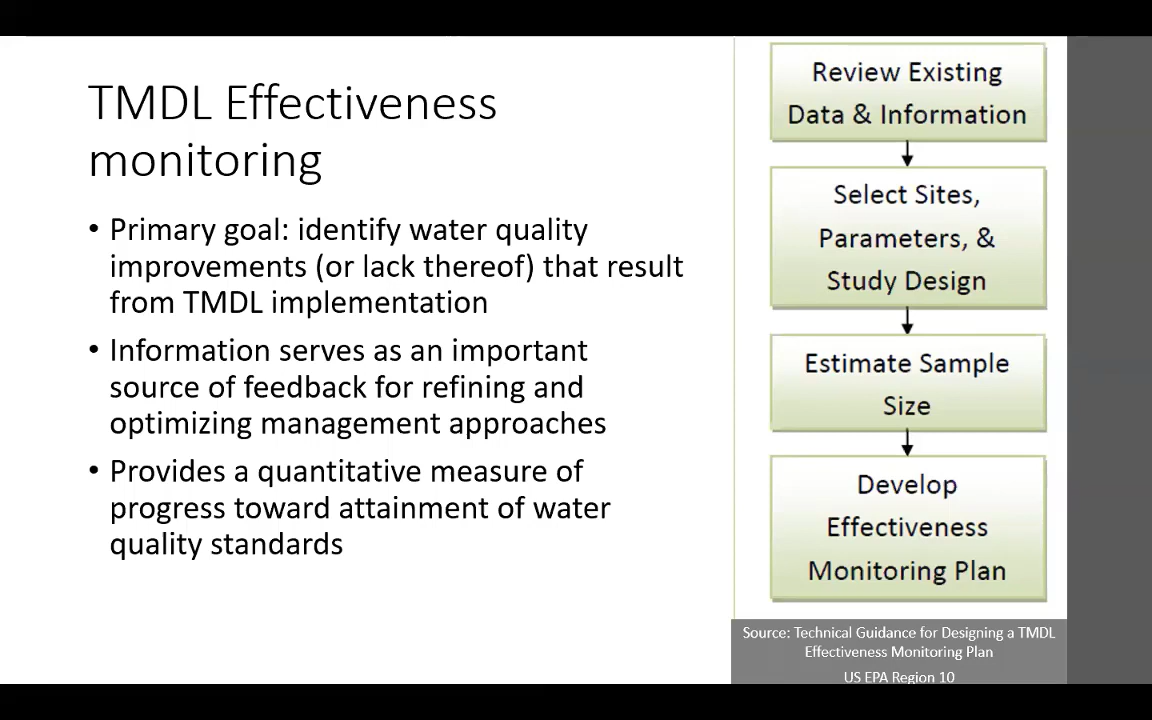 TMDL Effectiveness
monitoring
• Primary goal: identify water quality
improvements (or lack thereof) that result
from TMDL implementation
• Information serves as an important
source of feedback for refining and
optimizing management approaches
• Provides a quantitative measure of
progress toward attainment of water
quality standards
Review Existing
Data & Information
Select Sites,
Parameters, &
Study Design
Estimate Sample
Size
Develop
Effectiveness
Monitoring Plan
Source: Technical Guidance for Designing a TMDL
Effectiveness Monitoring Plan
US EPA Region 10